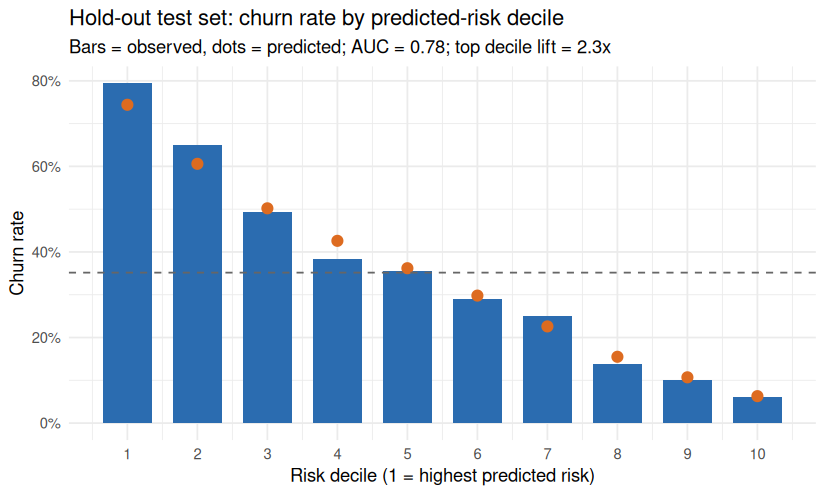 Hold-out test set: churn rate by predicted-risk decile
Bars = observed, dots = predicted; AUC = 0.78; top decile lift = 2.3x
80%
60%
40%
20%
0%
Churn rate
1 2 3 4 5 6 7 8 9 10
Risk decile (1 = highest predicted risk)